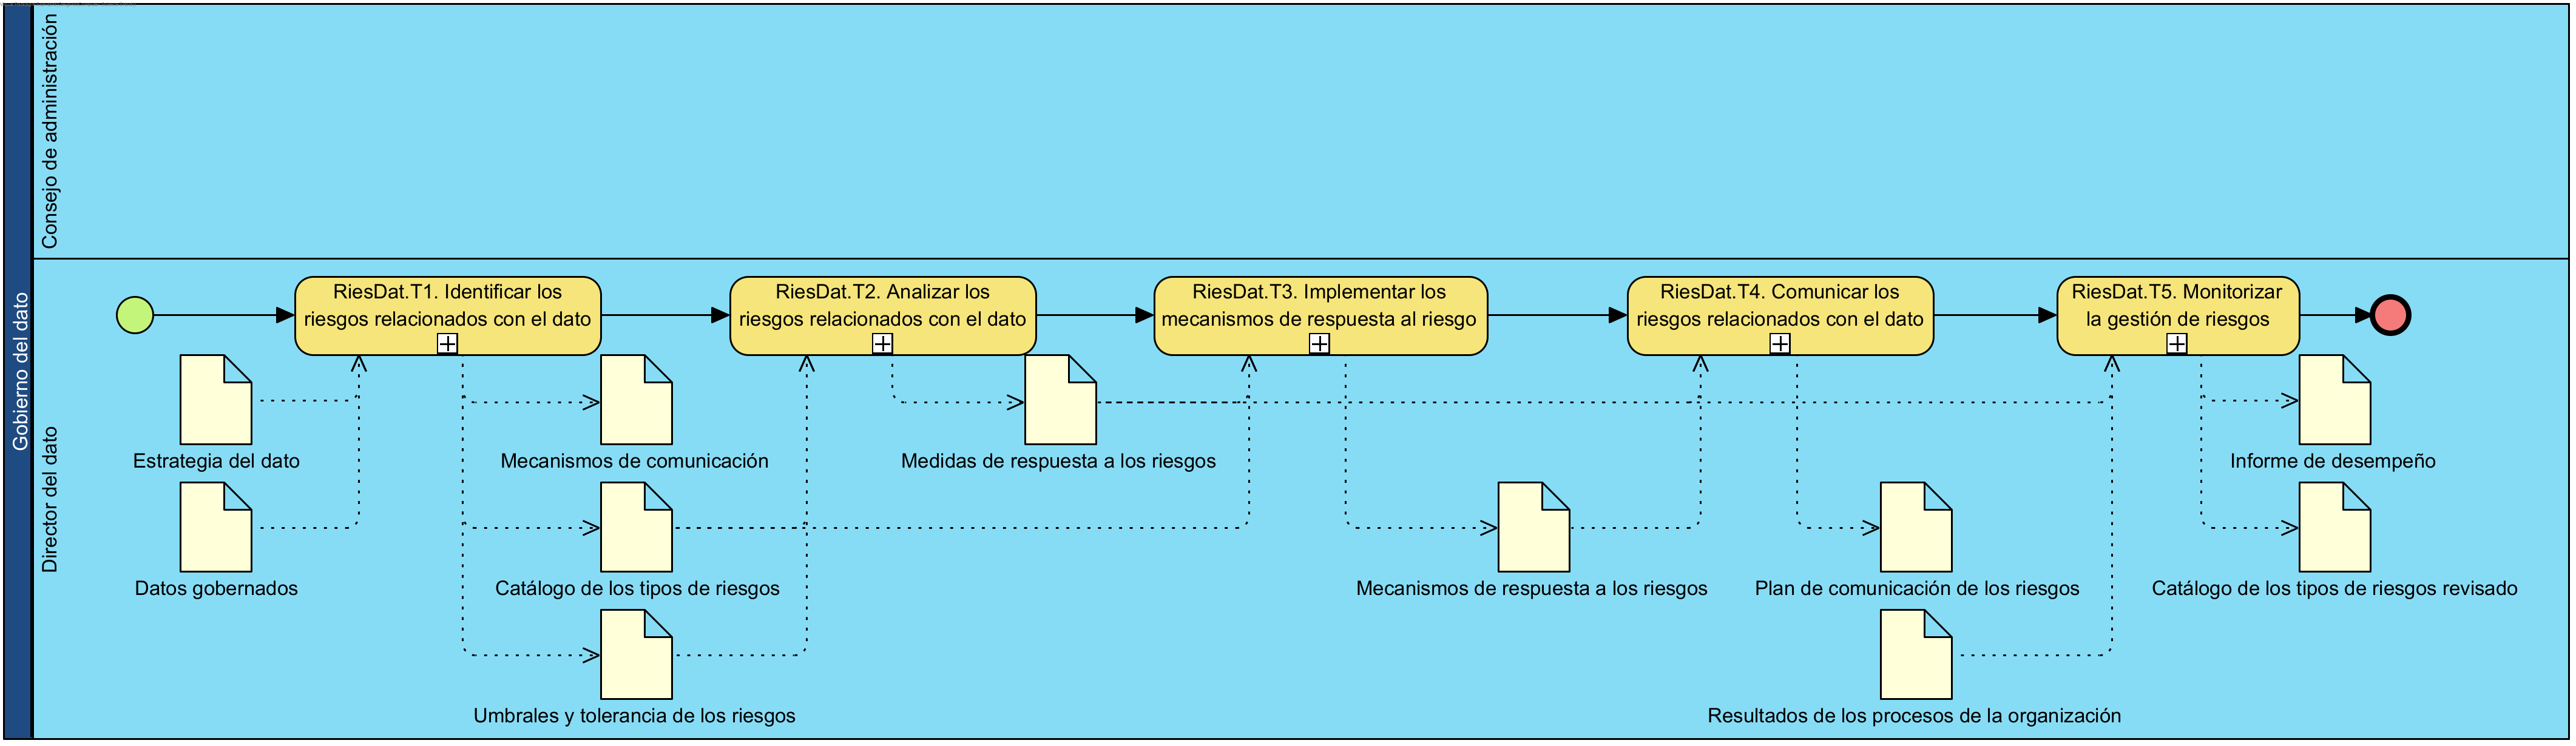 Gobierno del dato
Consejo de administración
Director del dato
RiesDat.T1. Identificar los
riesgos relacionados con el dato
RiesDat.T2. Analizar los
riesgos relacionados con el dato
RiesDat.T3. Implementar los
mecanismos de respuesta al riesgo
RiesDat.T4. Comunicar los
riesgos relacionados con el dato
RiesDat.T5. Monitorizar
la gestión de riesgos
Estrategia del dato
Mecanismos de comunicación
Medidas de respuesta a los riesgos
Informe de desempeño
Datos gobernados
Catálogo de los tipos de riesgos
Mecanismos de respuesta a los riesgos
Plan de comunicación de los riesgos
Catálogo de los tipos de riesgos revisado
Umbrales y tolerancia de los riesgos
Resultados de los procesos de la organización